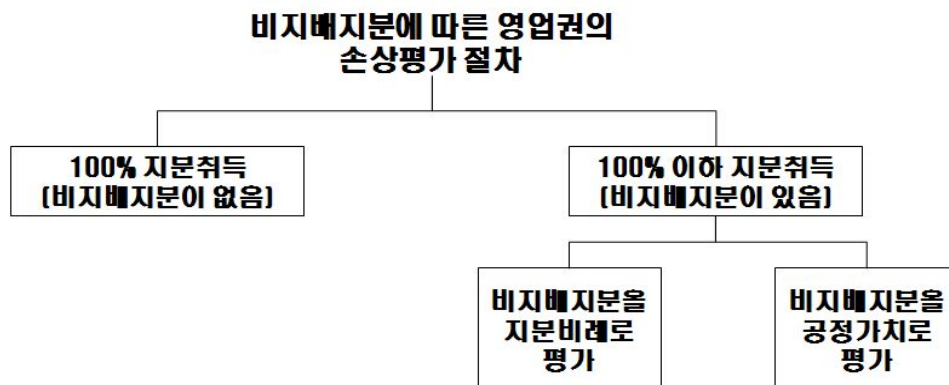 비지배지분에 따른 영업권의
손상평가 절차
100% 지분취득
(비지배지분이 없음)
100% 이하 지분취득
(비지배지분이 있음)
비지배지분을
지분비례로
평가
비지배지분을
공정가치로
평가